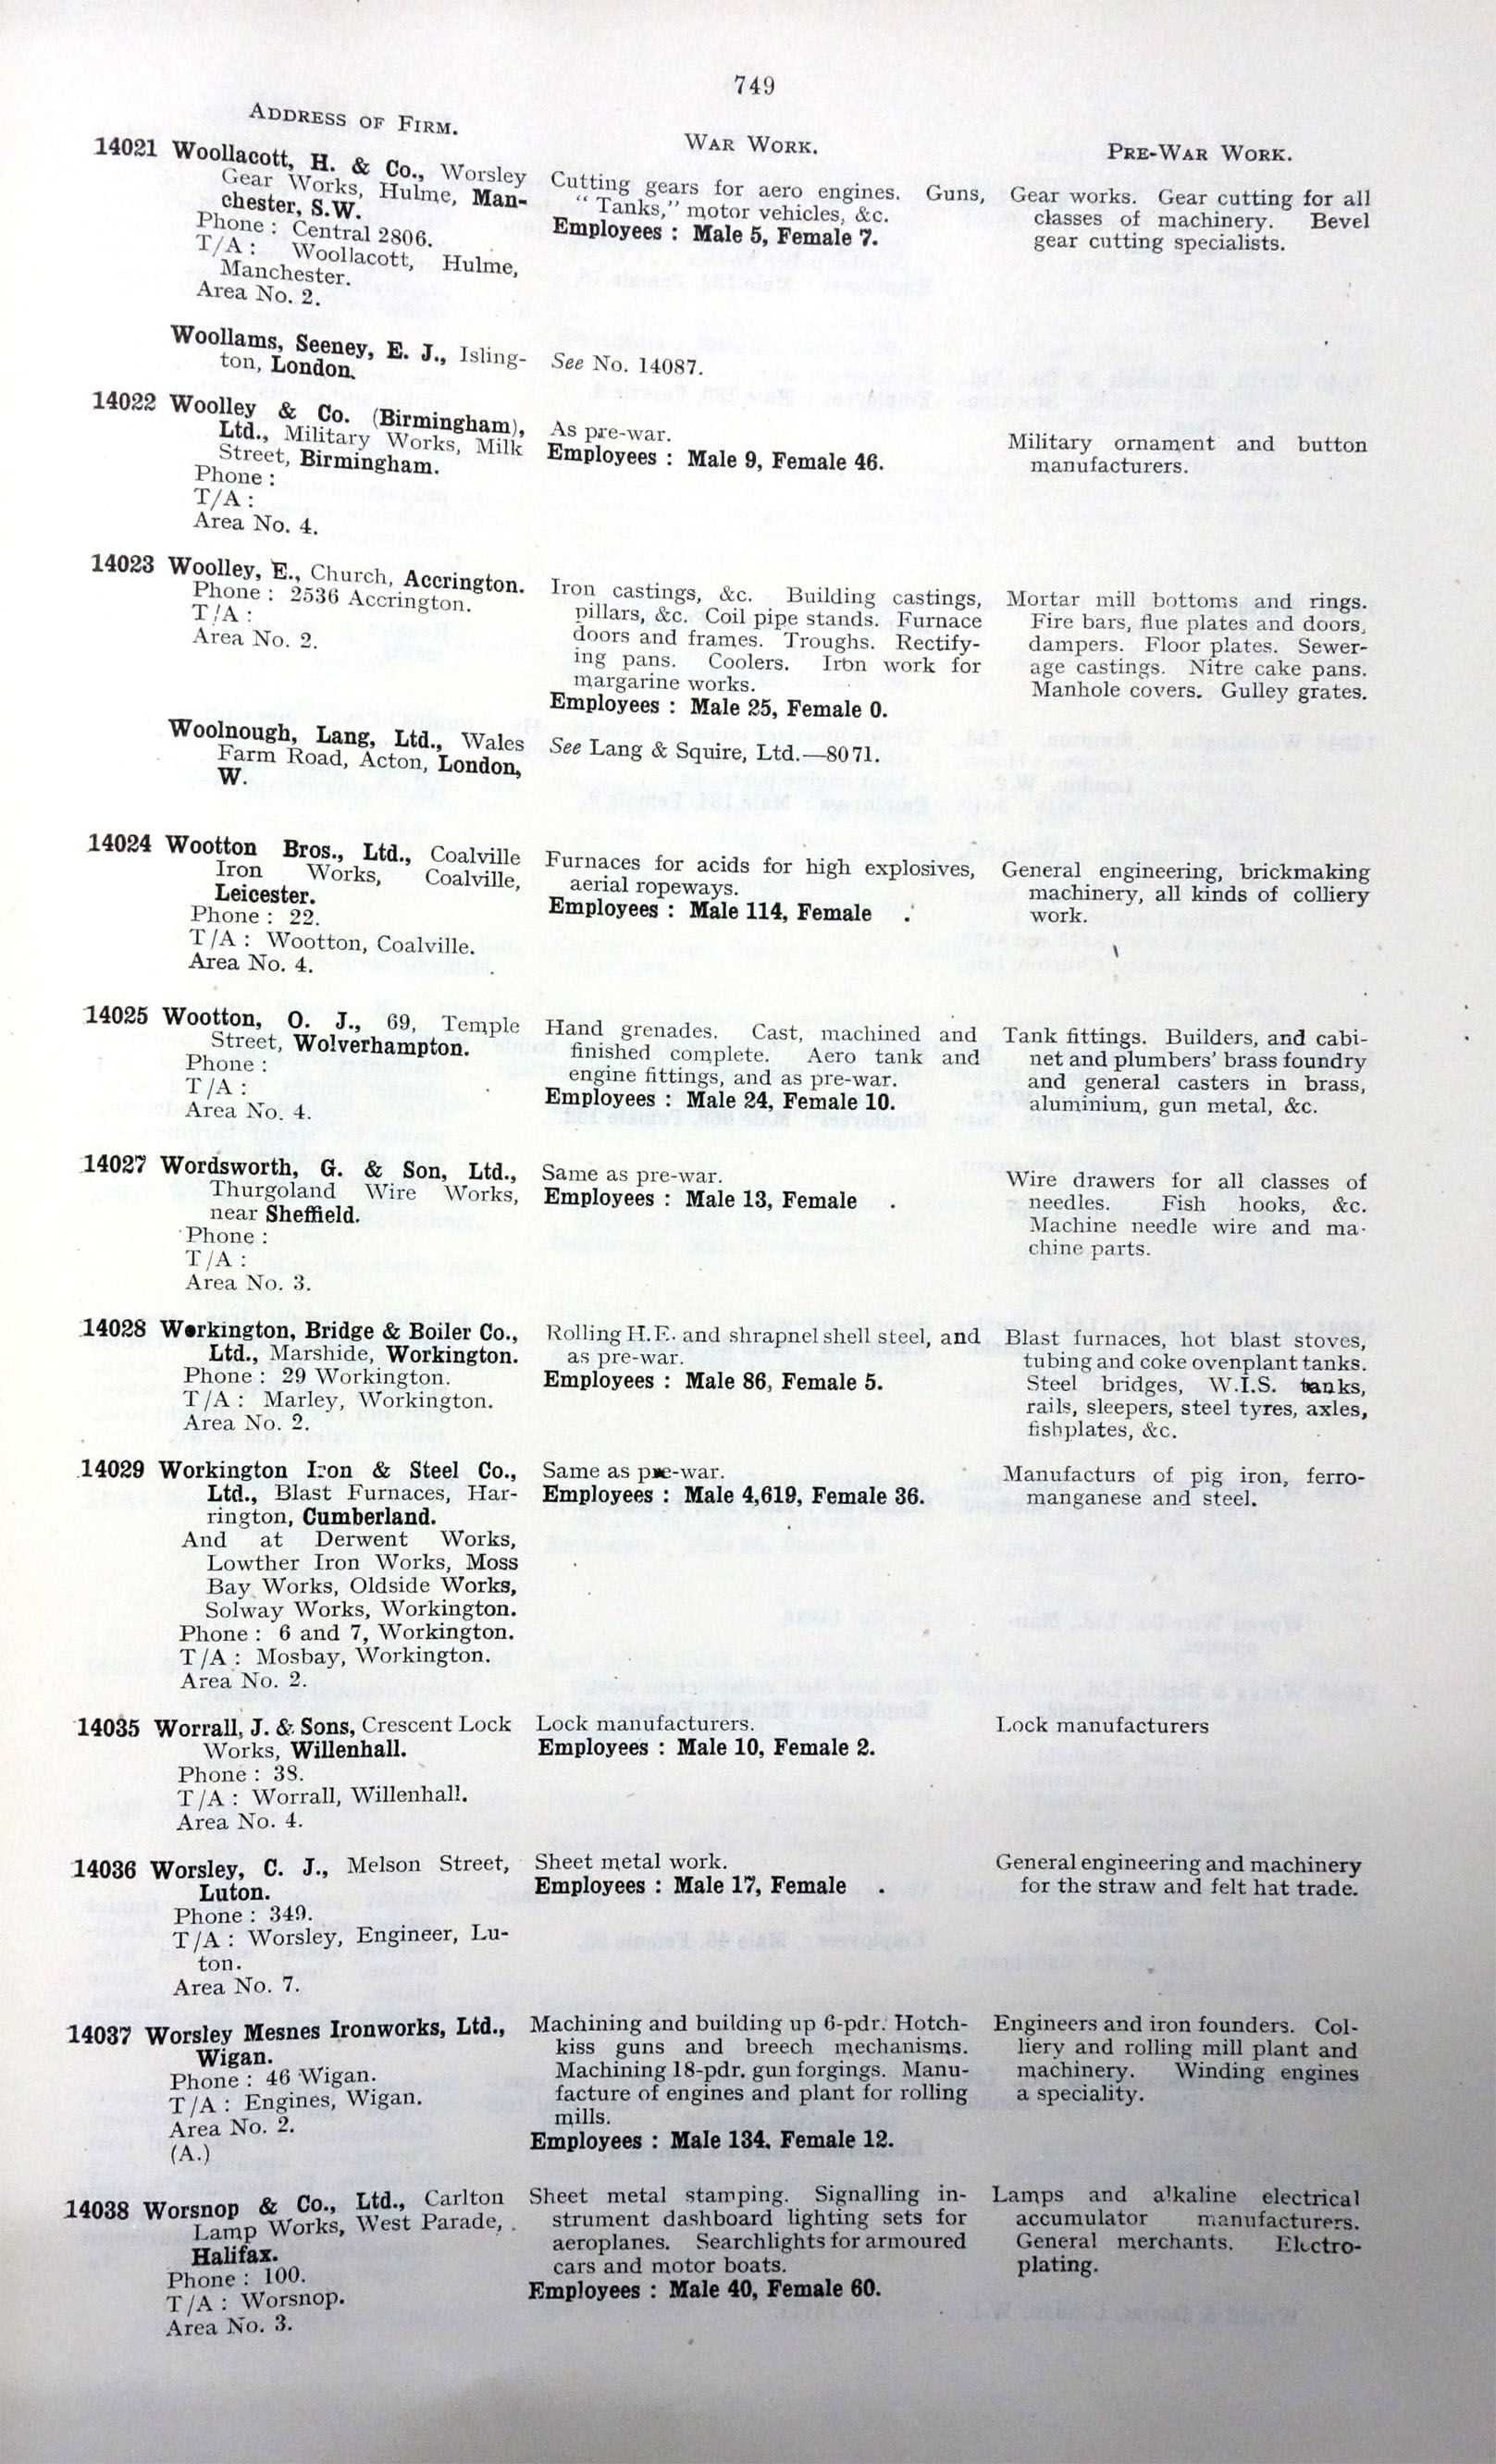 749
ADDRESS OF FIRM.
WAR WORK.
PRE-WAR WORK.
14021 Woollacott, H. & Co., Worsley
Gear Works, Hulme, Man-
chester, S.W.
Phone : Central 2806.
T/A : Woollacott, Hulme,
Manchester.
Area No. 2.
Cutting gears for aero engines. Guns,
“ Tanks,” motor vehicles, &c.
Employees : Male 5, Female 7.
Gear works. Gear cutting for all
classes of machinery. Bevel
gear cutting specialists.
Woollams, Seeney, E. J., Isling-
ton, London.
See No. 14087.
14022 Woolley & Co. (Birmingham),
Ltd., Military Works, Milk
Street, Birmingham.
Phone :
T/A :
Area No. 4.
As pre-war.
Employees : Male 9, Female 46.
Military ornament and button
manufacturers.
14023 Woolley, E., Church, Accrington.
Phone : 2536 Accrington.
T/A :
Area No. 2.
Iron castings, &c. Building castings,
pillars, &c. Coil pipe stands. Furnace
doors and frames. Troughs. Rectify-
ing pans. Coolers. Iron work for
margarine works.
Employees : Male 25, Female 0.
Mortar mill bottoms and rings.
Fire bars, flue plates and doors,
dampers. Floor plates. Sewer-
age castings. Nitre cake pans.
Manhole covers. Gulley grates.
Woolnough, Lang, Ltd., Wales
Farm Road, Acton, London,
W.
See Lang & Squire, Ltd.—8071.
14024 Wootton Bros., Ltd., Coalville
Iron Works, Coalville,
Leicester.
Phone : 22.
T/A : Wootton, Coalville.
Area No. 4.
Furnaces for acids for high explosives,
aerial ropeways.
Employees : Male 114, Female .
General engineering, brickmaking
machinery, all kinds of colliery
work.
14025 Wootton, O. J., 69, Temple
Street, Wolverhampton.
Phone :
T/A :
Area No. 4.
Hand grenades. Cast, machined and
finished complete. Aero tank and
engine fittings, and as pre-war.
Employees : Male 24, Female 10.
Tank fittings. Builders, and cabi-
net and plumbers’ brass foundry
and general casters in brass,
aluminium, gun metal, &c.
14027 Wordsworth, G. & Son, Ltd.,
Thurgoland Wire Works,
near Sheffield.
Phone :
T/A :
Area No. 3.
Same as pre-war.
Employees : Male 13, Female .
Wire drawers for all classes of
needles. Fish hooks, &c.
Machine needle wire and ma-
chine parts.
14028 Workington, Bridge & Boiler Co.,
Ltd., Marshide, Workington.
Phone : 29 Workington.
T/A : Marley, Workington.
Area No. 2.
Rolling H.E. and shrapnel shell steel, and
as pre-war.
Employees : Male 86, Female 5.
Blast furnaces, hot blast stoves,
tubing and coke ovenplant tanks.
Steel bridges, W.I.S. tanks,
rails, sleepers, steel tyres, axles,
fishplates, &c.
14029 Workington Iron & Steel Co.,
Ltd., Blast Furnaces, Har-
rington, Cumberland.
And at Derwent Works,
Lowther Iron Works, Moss
Bay Works, Oldside Works,
Solway Works, Workington.
Phone : 6 and 7, Workington.
T/A : Mosbay, Workington.
Area No. 2.
Same as pre-war.
Employees : Male 4,619, Female 36.
Manufacturs of pig iron, ferro-
manganese and steel.
14035 Worrall, J. & Sons, Crescent Lock
Works, Willenhall.
Phone : 38.
T/A : Worrall, Willenhall.
Area No. 4.
Lock manufacturers.
Employees : Male 10, Female 2.
Lock manufacturers
14036 Worsley, C. J., Melson Street,
Luton.
Phone : 349.
T/A : Worsley, Engineer, Lu-
ton.
Area No. 7.
Sheet metal work.
Employees : Male 17, Female .
General engineering and machinery
for the straw and felt hat trade.
14037 Worsley Mesnes Ironworks, Ltd.,
Wigan.
Phone : 46 Wigan.
T/A : Engines, Wigan.
Area No. 2.
(A.)
Machining and building up 6-pdr. Hotch-
kiss guns and breech mechanisms.
Machining 18-pdr. gun forgings. Manu-
facture of engines and plant for rolling
mills.
Employees : Male 134, Female 12.
Engineers and iron founders. Col-
liery and rolling mill plant and
machinery. Winding engines
a speciality.
14038 Worsnop & Co., Ltd., Carlton
Lamp Works, West Parade,
Halifax.
Phone : 100.
T/A : Worsnop.
Area No. 3.
Sheet metal stamping. Signalling in-
strument dashboard lighting sets for
aeroplanes. Searchlights for armoured
cars and motor boats.
Employees : Male 40, Female 60.
Lamps and alkaline electrical
accumulator manufacturers.
General merchants. Electro-
plating.